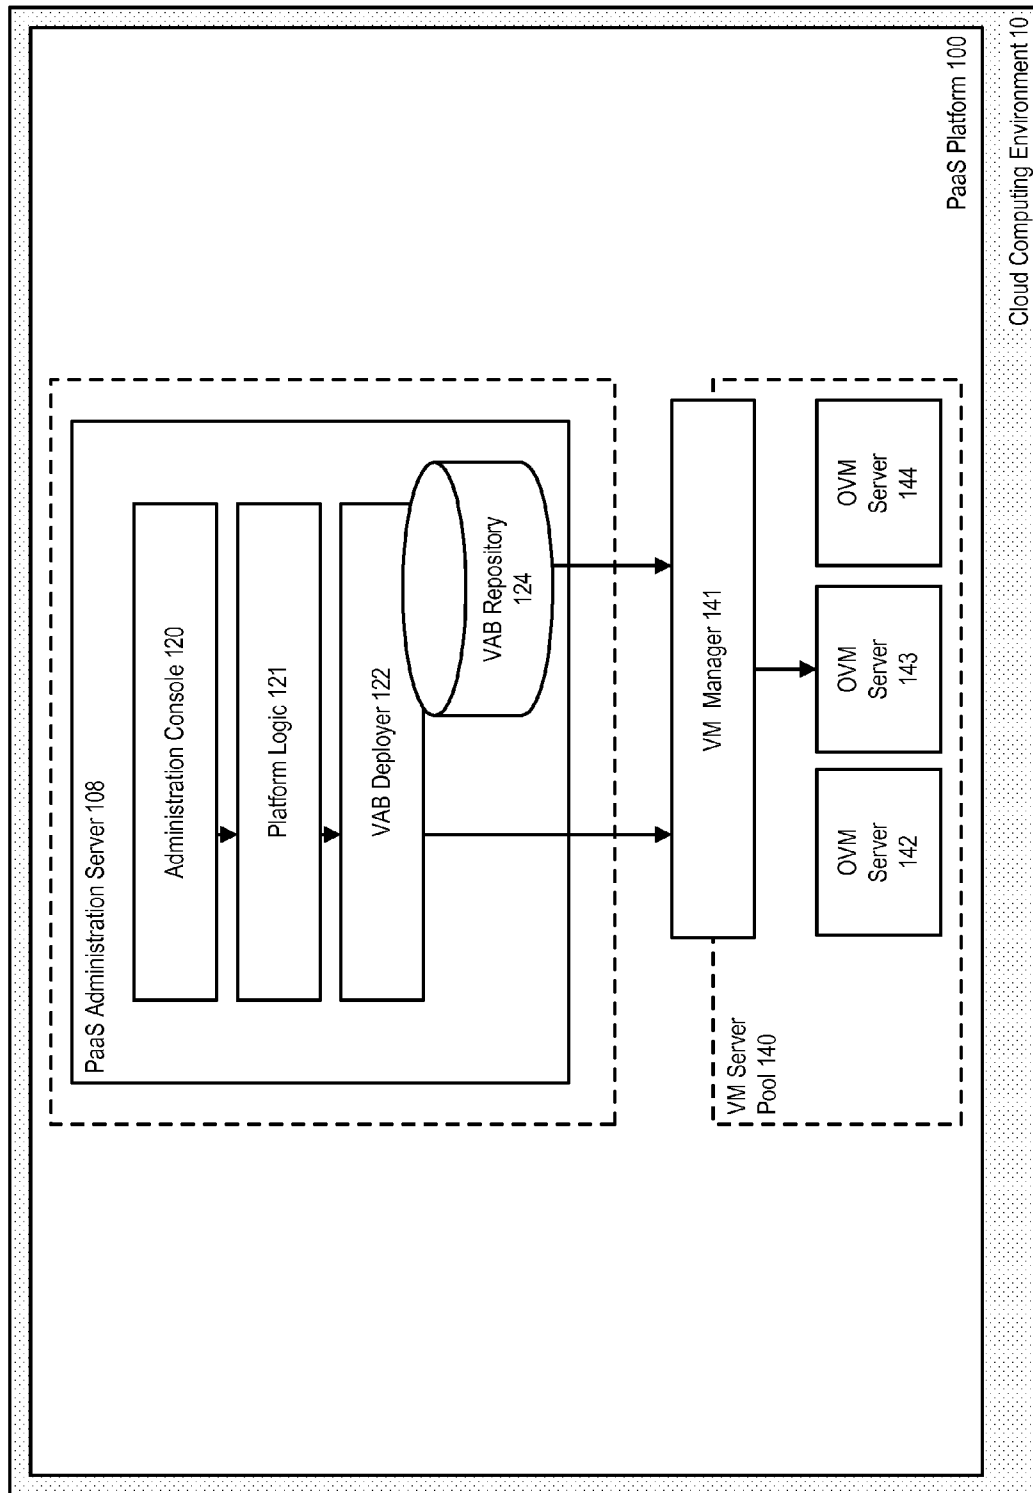 PaaS Administration Server 108
Administration Console 120
Platform Logic 121
VAB Deployer 122
VAB Repository
124
VM Manager 141
VM Server
Pool 140
OVM
Server
142
OVM
Server
143
OVM
Server
144
PaaS Platform 100
Cloud Computing Environment 10